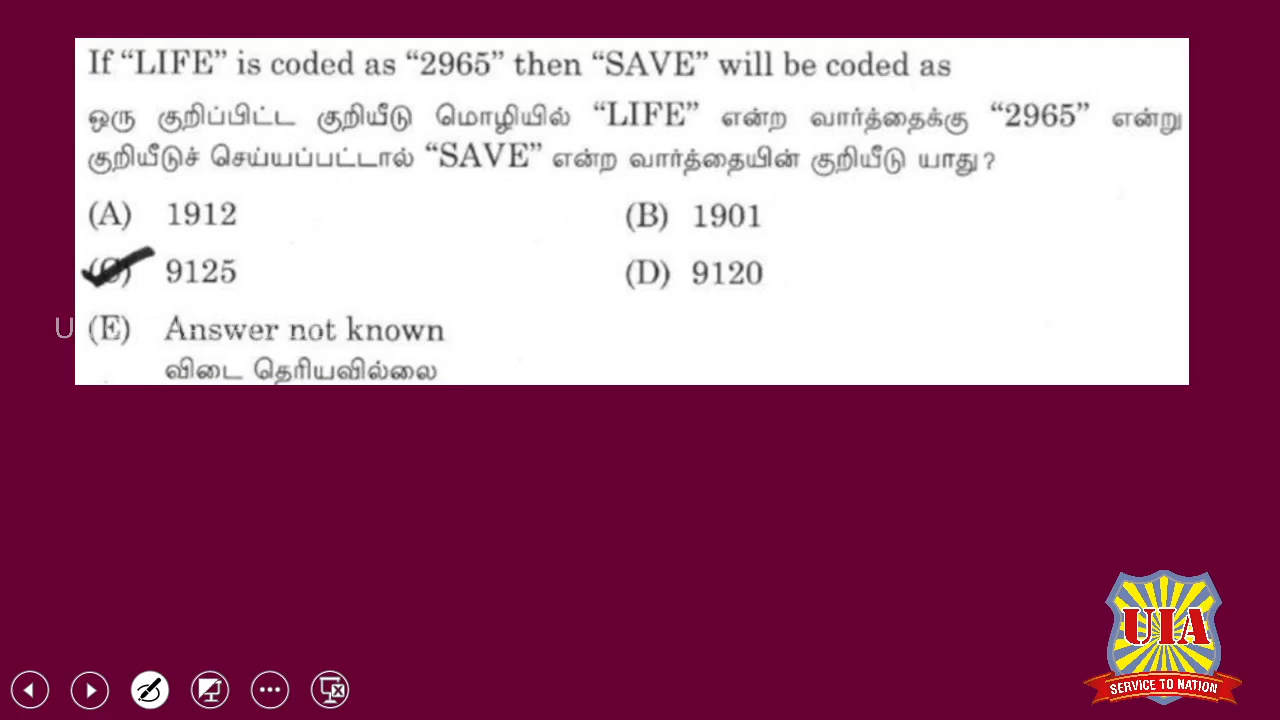 If “LIFE” is coded as “2965” then “SAVE” will be coded as
ஒரு குறிப்பிட்ட குறியீடு மொழியில் “LIFE” என்ற வார்த்தைக்கு “2965” என்று
குறியீடுச் செய்யப்பட்டால் “SAVE” என்ற வார்த்தையின் குறியீடு யாது?
(A) 1912 (B) 1901
(C) 9125 (D) 9120
U (E) Answer not known
விடை தெரியவில்லை
UIA
SERVICE TO NATION